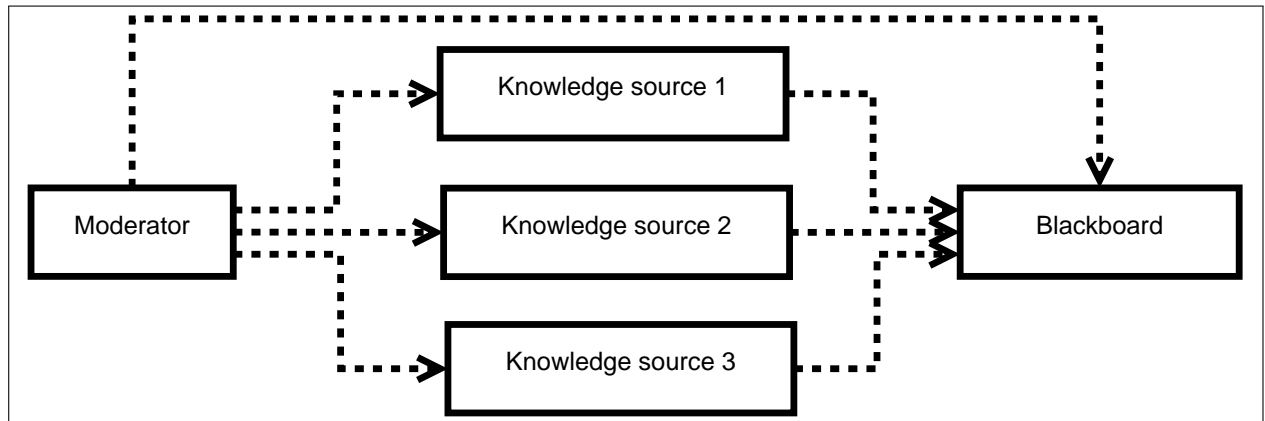 Knowledge source 1
Moderator
Knowledge source 2
Blackboard
Knowledge source 3